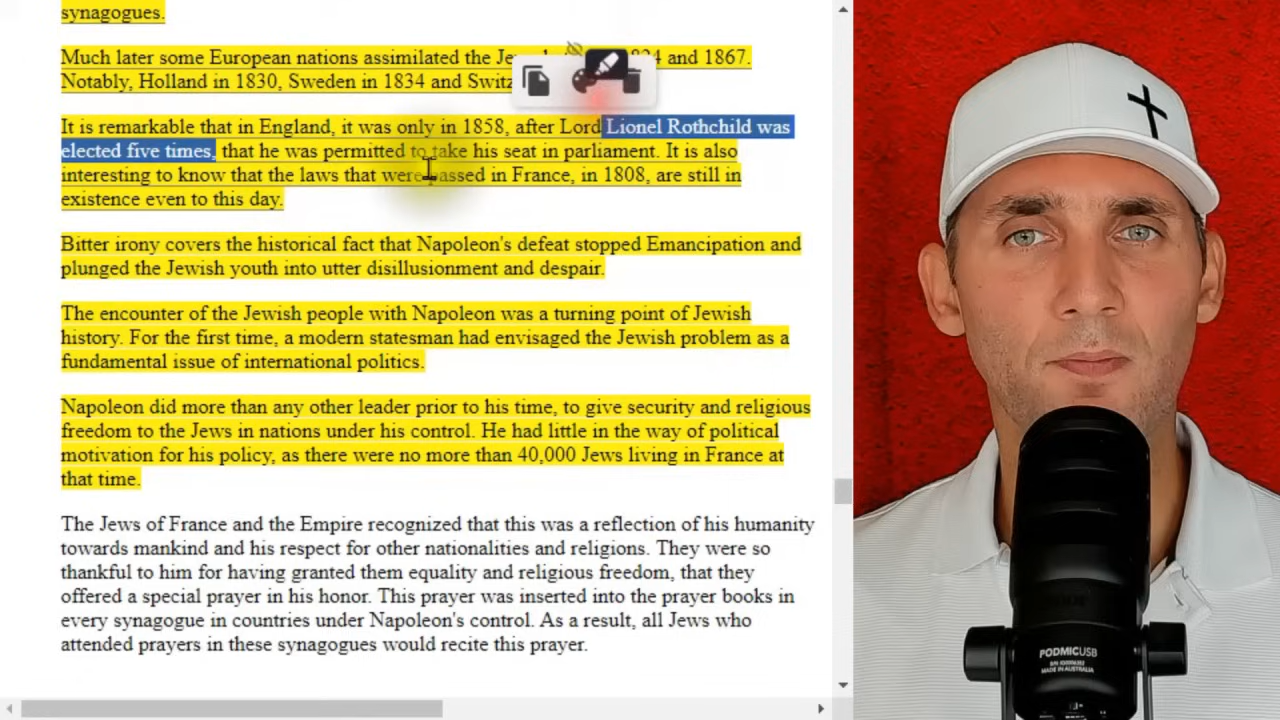 synagogues.
Much later some European nations assimilated the 24 and 1867.
Notably, Holland in 1830, Sweden in 1834 and
It is remarkable that in England, it was only in 1858, after Lord Lionel Rothchild was
elected five times, that he was permitted to take his seat in parliament. It is also
interesting to know that the laws that were passed in France, in 1808, are still in
existence even to this day.
Bitter irony covers the historical fact that Napoleon's defeat stopped Emancipation and
plunged the Jewish youth into utter disillusionment and despair.
The encounter of the Jewish people with Napoleon was a turning point of Jewish
history. For the first time, a modern statesman had envisaged the Jewish problem as a
fundamental issue of international politics.
Napoleon did more than any other leader prior to his time, to give security and religious
freedom to the Jews in nations under his control. He had little in the way of political
motivation for his policy, as there were no more than 40,000 Jews living in France at
that time.
The Jews of France and the Empire recognized that this was a reflection of his humanity
towards mankind and his respect for other nationalities and religions. They were so
thankful to him for having granted them equality and religious freedom, that they
offered a special prayer in his honor. This prayer was inserted into the prayer books in
every synagogue in countries under Napoleon's control. As a result, all Jews who
attended prayers in these synagogues would recite this prayer.
PODMICUSB
MADE IN AUSTRALIA